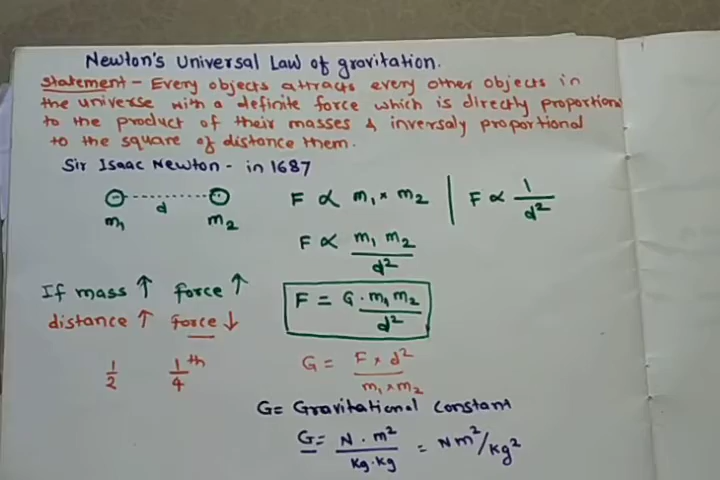 Newton's Universal Law of gravitation.
Statement - Every objects attracts every other objects in
the universe with a definite force which is directly proportion
to the product of their masses & inversaly proportional
to the square of distance them.
Sir Isaac Newton - in 1687
d
m₁ m₂
F ∝ m₁ × m₂ | F ∝ 1/d²
F ∝ m₁ m₂/d²
If mass ↑ force ↑
distance ↑ force ↓
1/2 1/4 th
F = G · m₁ m₂/d²
G = F × d²/m₁ × m₂
G = Gravitational constant
G = N · m²/kg · kg = Nm²/kg²